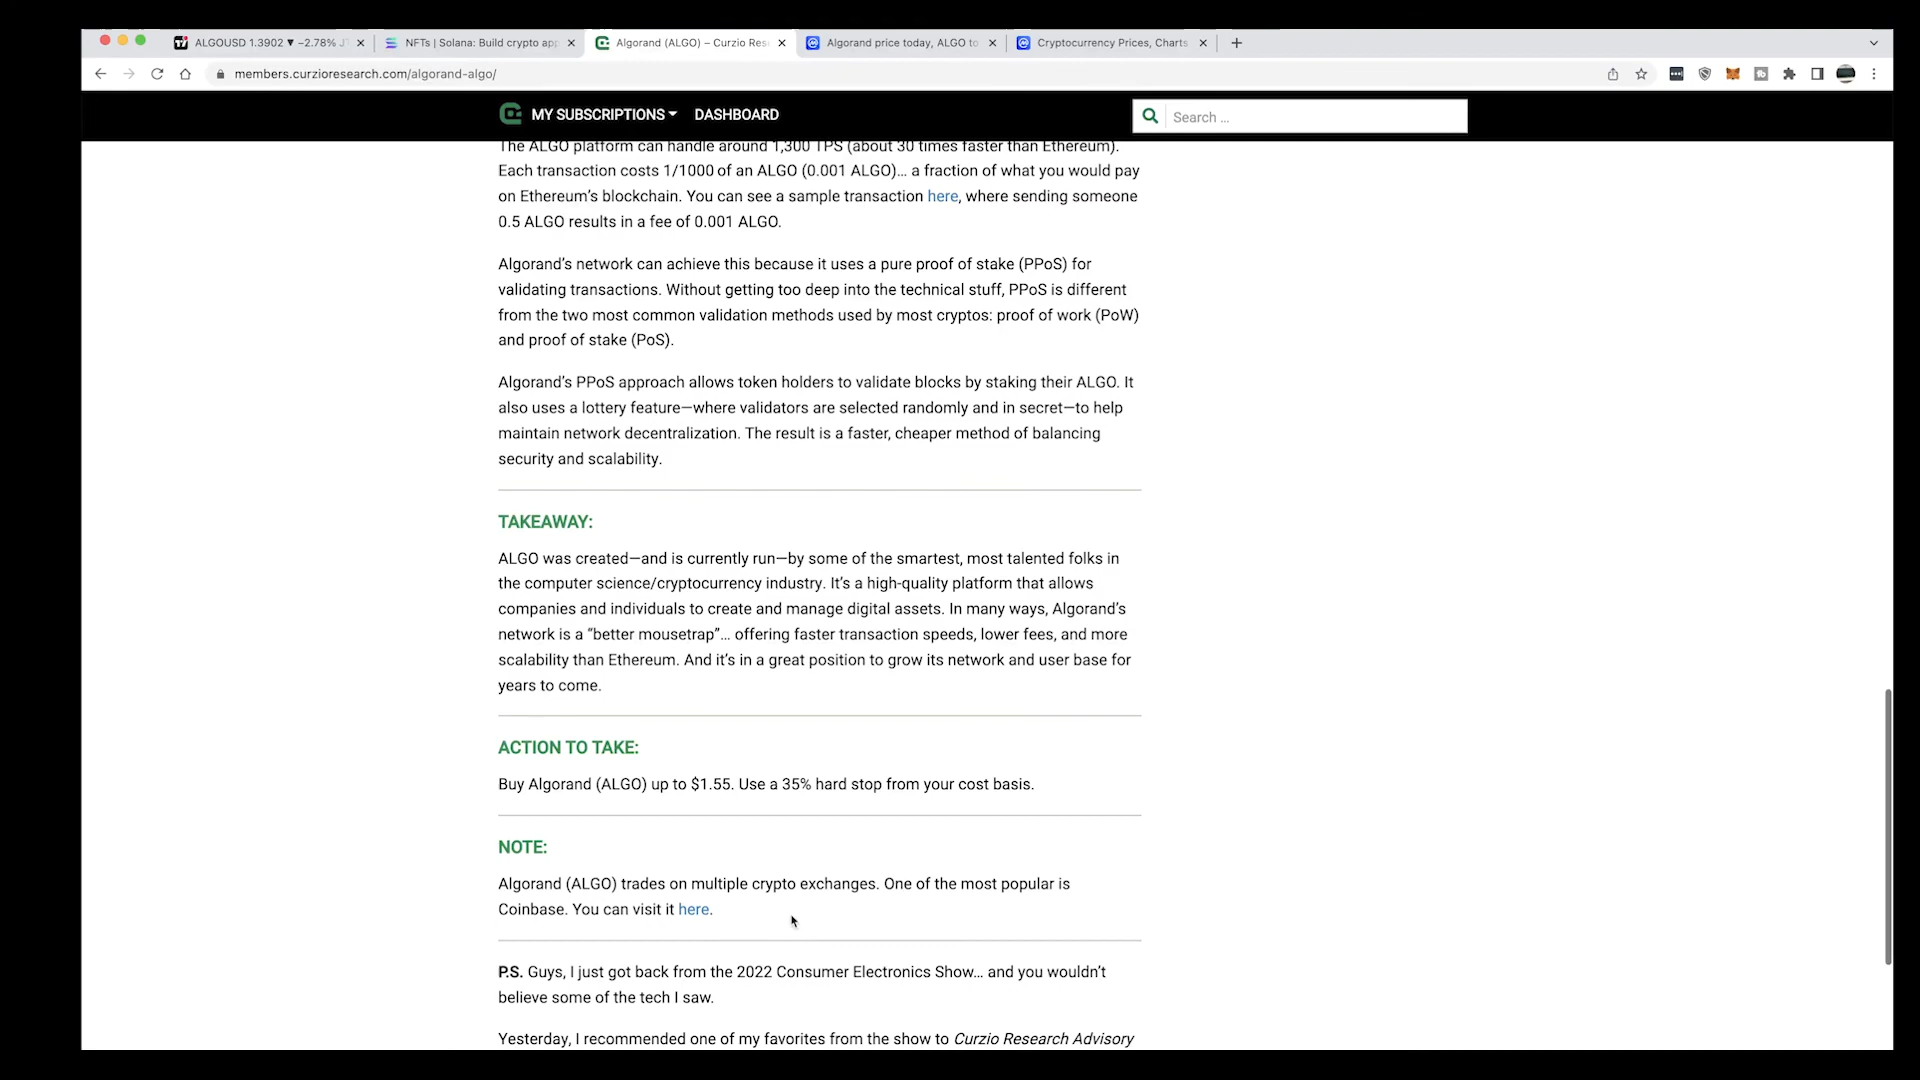 ALGOUSD 1.3902 ▼ −2.78%
NFTs | Solana: Build crypto app
Algorand (ALGO) – Curzio Res
Algorand price today, ALGO to
Cryptocurrency Prices, Charts
members.curzioresearch.com/algorand-algo/
MY SUBSCRIPTIONS
DASHBOARD
Search ...
The ALGO platform can handle around 1,300 TPS (about 30 times faster than Ethereum).
Each transaction costs 1/1000 of an ALGO (0.001 ALGO)… a fraction of what you would pay
on Ethereum’s blockchain. You can see a sample transaction here, where sending someone
0.5 ALGO results in a fee of 0.001 ALGO.
Algorand’s network can achieve this because it uses a pure proof of stake (PPoS) for
validating transactions. Without getting too deep into the technical stuff, PPoS is different
from the two most common validation methods used by most cryptos: proof of work (PoW)
and proof of stake (PoS).
Algorand’s PPoS approach allows token holders to validate blocks by staking their ALGO. It
also uses a lottery feature—where validators are selected randomly and in secret—to help
maintain network decentralization. The result is a faster, cheaper method of balancing
security and scalability.
TAKEAWAY:
ALGO was created—and is currently run—by some of the smartest, most talented folks in
the computer science/cryptocurrency industry. It’s a high-quality platform that allows
companies and individuals to create and manage digital assets. In many ways, Algorand’s
network is a “better mousetrap”… offering faster transaction speeds, lower fees, and more
scalability than Ethereum. And it’s in a great position to grow its network and user base for
years to come.
ACTION TO TAKE:
Buy Algorand (ALGO) up to $1.55. Use a 35% hard stop from your cost basis.
NOTE:
Algorand (ALGO) trades on multiple crypto exchanges. One of the most popular is
Coinbase. You can visit it here.
P.S. Guys, I just got back from the 2022 Consumer Electronics Show… and you wouldn’t
believe some of the tech I saw.
Yesterday, I recommended one of my favorites from the show to Curzio Research Advisory